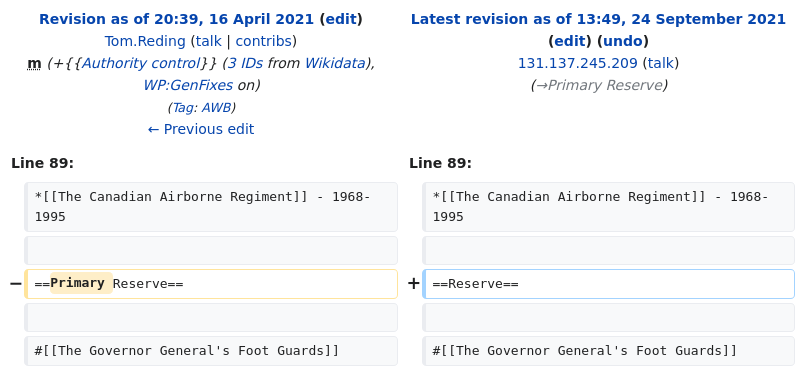 Revision as of 20:39, 16 April 2021 (edit)
Tom.Reding (talk | contribs)
m (+{{Authority control}} (3 IDs from Wikidata),
WP:GenFixes on)
(Tag: AWB)
← Previous edit
Latest revision as of 13:49, 24 September 2021
(edit) (undo)
131.137.245.209 (talk)
(→Primary Reserve)
Line 89:
Line 89:
*[[The Canadian Airborne Regiment]] - 1968-
1995
*[[The Canadian Airborne Regiment]] - 1968-
1995
− ==Primary Reserve==
+ ==Reserve==
#[[The Governor General's Foot Guards]]
#[[The Governor General's Foot Guards]]